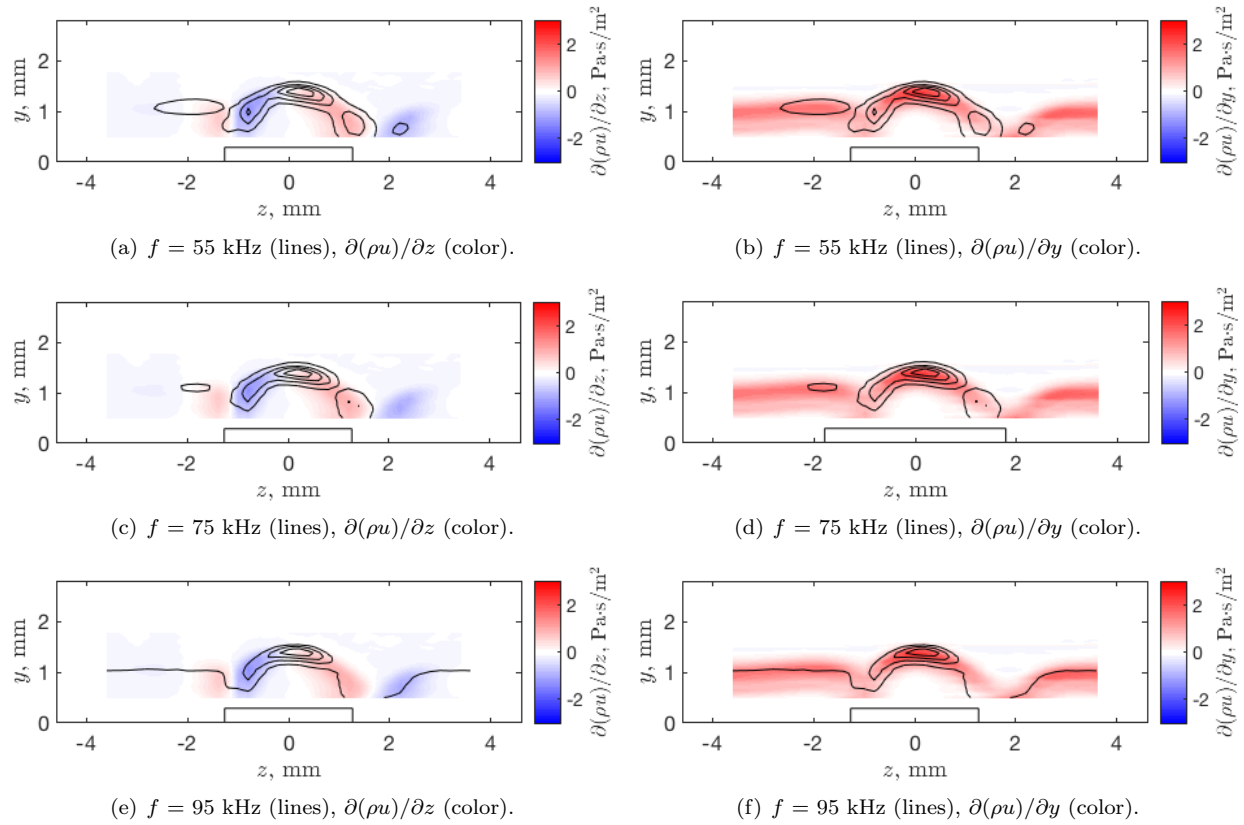 2
1
0
y, mm
-4
-2
0
2
4
z, mm
2
0
-2
∂(ρu)/∂z, Pa·s/m²
(a) f = 55 kHz (lines), ∂(ρu)/∂z (color).
2
1
0
y, mm
-4
-2
0
2
4
z, mm
2
0
-2
∂(ρu)/∂y, Pa·s/m²
(b) f = 55 kHz (lines), ∂(ρu)/∂y (color).
2
1
0
y, mm
-4
-2
0
2
4
z, mm
2
0
-2
∂(ρu)/∂z, Pa·s/m²
(c) f = 75 kHz (lines), ∂(ρu)/∂z (color).
2
1
0
y, mm
-4
-2
0
2
4
z, mm
2
0
-2
∂(ρu)/∂y, Pa·s/m²
(d) f = 75 kHz (lines), ∂(ρu)/∂y (color).
2
1
0
y, mm
-4
-2
0
2
4
z, mm
2
0
-2
∂(ρu)/∂z, Pa·s/m²
(e) f = 95 kHz (lines), ∂(ρu)/∂z (color).
2
1
0
y, mm
-4
-2
0
2
4
z, mm
2
0
-2
∂(ρu)/∂y, Pa·s/m²
(f) f = 95 kHz (lines), ∂(ρu)/∂y (color).